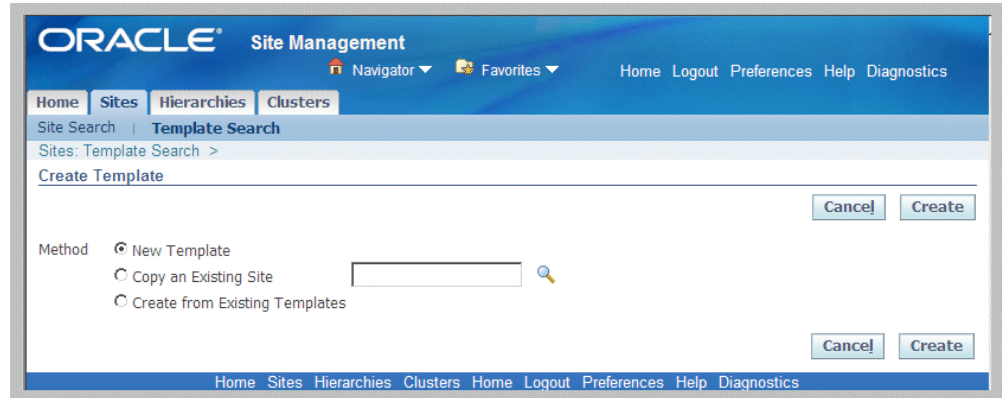 ORACLE® Site Management
Navigator Favorites Home Logout Preferences Help Diagnostics
Home Sites Hierarchies Clusters
Site Search | Template Search
Sites: Template Search >
Create Template
Cancel Create
Method New Template
Copy an Existing Site
Create from Existing Templates
Cancel Create
Home Sites Hierarchies Clusters Home Logout Preferences Help Diagnostics